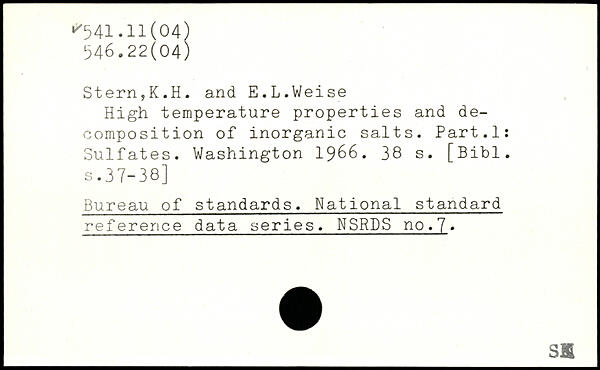 ✓541.11(04)
546.22(04)
Stern,K.H. and E.L.Weise
High temperature properties and de-
composition of inorganic salts. Part.1:
Sulfates. Washington 1966. 38 s. [Bibl.
s.37-38]
Bureau of standards. National standard
reference data series. NSRDS no.7.